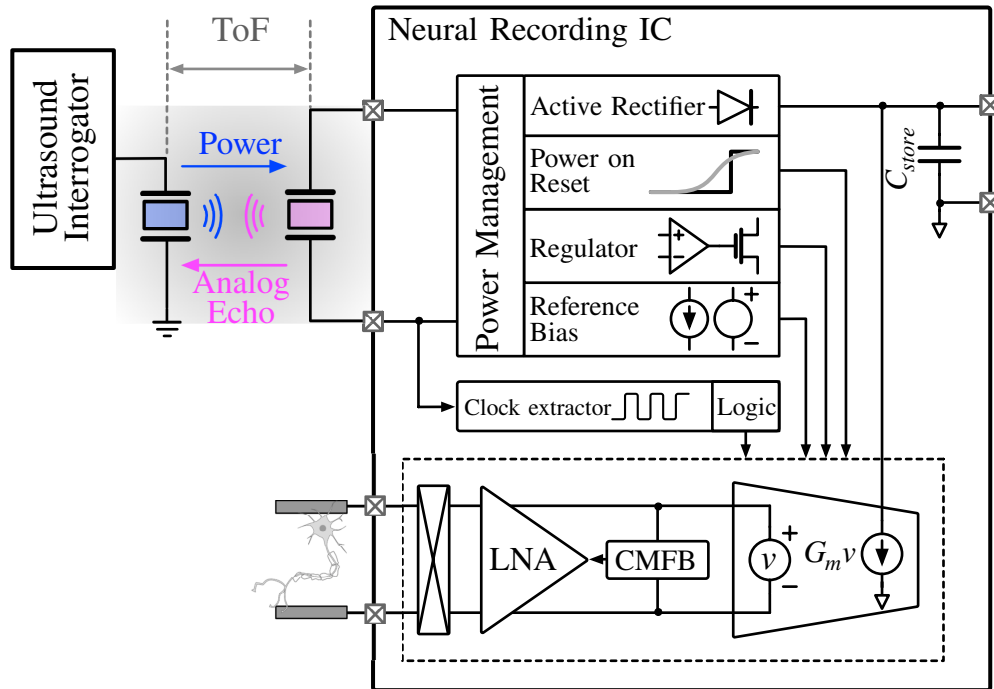 ToF
Neural Recording IC
Ultrasound
Interrogator
Power
Analog
Echo
Power Management
Active Rectifier
Power on
Reset
Regulator
Reference
Bias
C_store
Clock extractor
Logic
LNA
CMFB
v
G_m v